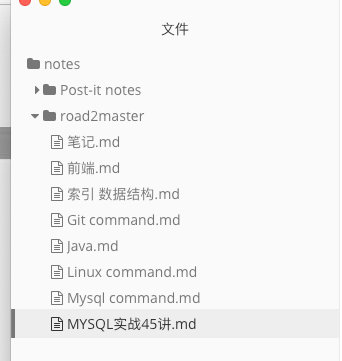 文件
notes
Post-it notes
road2master
笔记.md
前端.md
索引 数据结构.md
Git command.md
Java.md
Linux command.md
Mysql command.md
MYSQL实战45讲.md